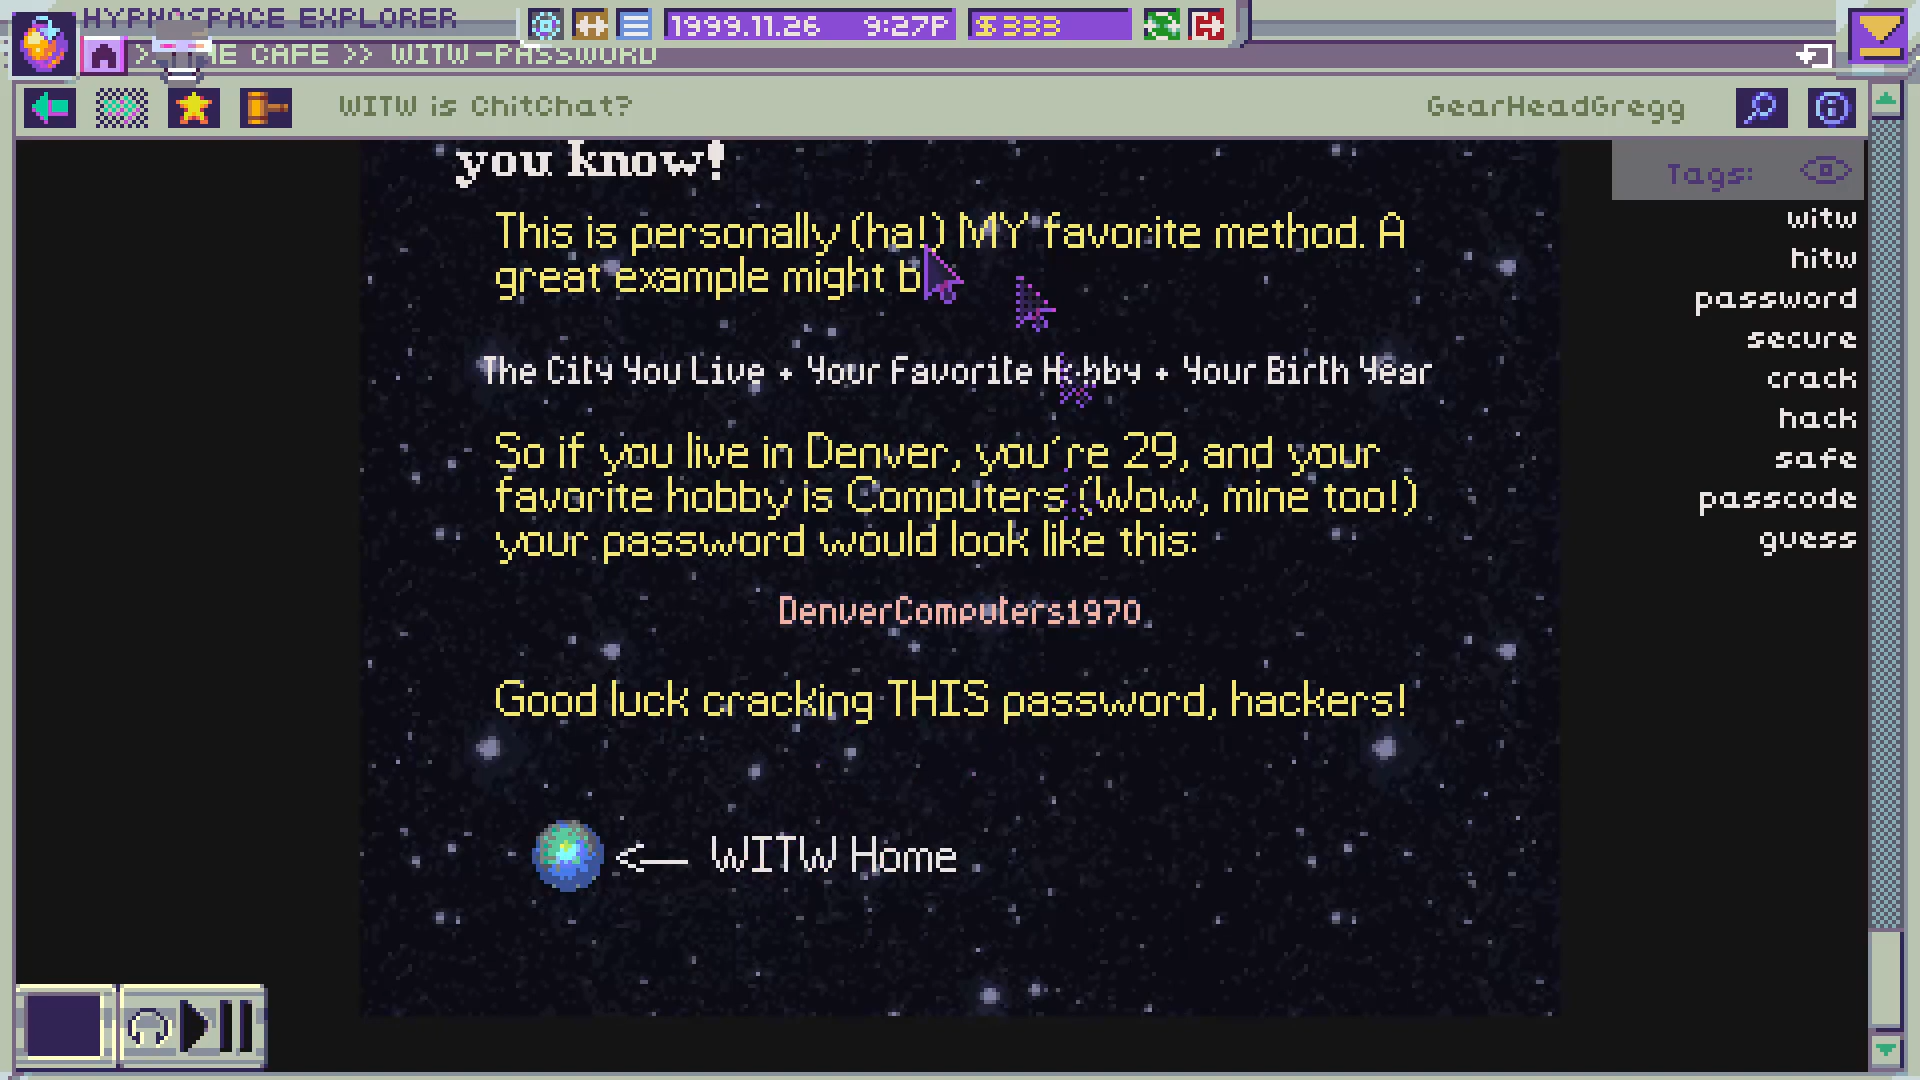 HYPNOSPACE EXPLORER
1999.11.26 9:27P
$333
CAFE >> WITW-PASSWORD
WITW is ChitChat?
GearHeadGregg
you know!
This is personally (ha!) MY favorite method. A
great example might
The City You Live + Your Favorite Hobby + Your Birth Year
So if you live in Denver, you're 29, and your
favorite hobby is Computers (Wow, mine too!)
your password would look like this:
DenverComputers1970
Good luck cracking THIS password, hackers!
<— WITW Home
Tags:
witw
hitw
password
secure
crack
hack
safe
passcode
guess